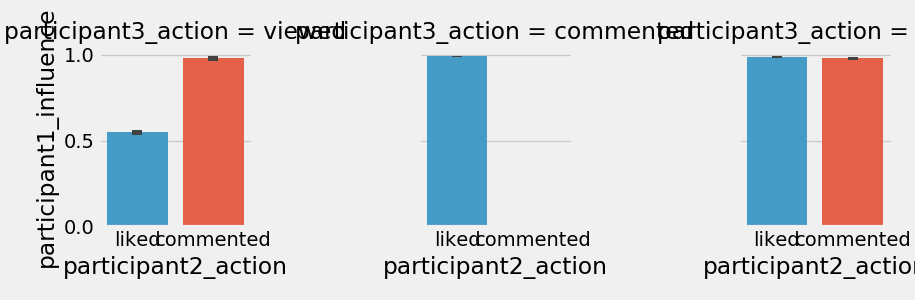 participant3_action = viewed
participant3_action = commented
participant3_action =
participant1_influence
1.0
0.5
0.0
liked
commented
liked
commented
liked
commented
participant2_action
participant2_action
participant2_action